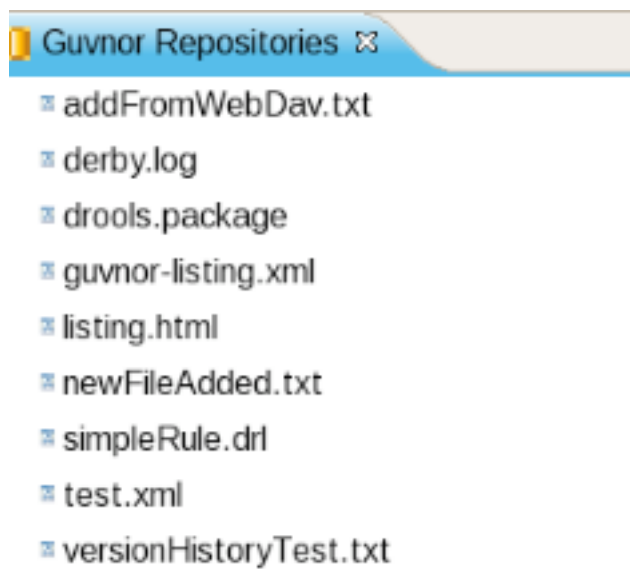 Guvnor Repositories
addFromWebDav.txt
derby.log
drools.package
guvnor-listing.xml
listing.html
newFileAdded.txt
simpleRule.drl
test.xml
versionHistoryTest.txt